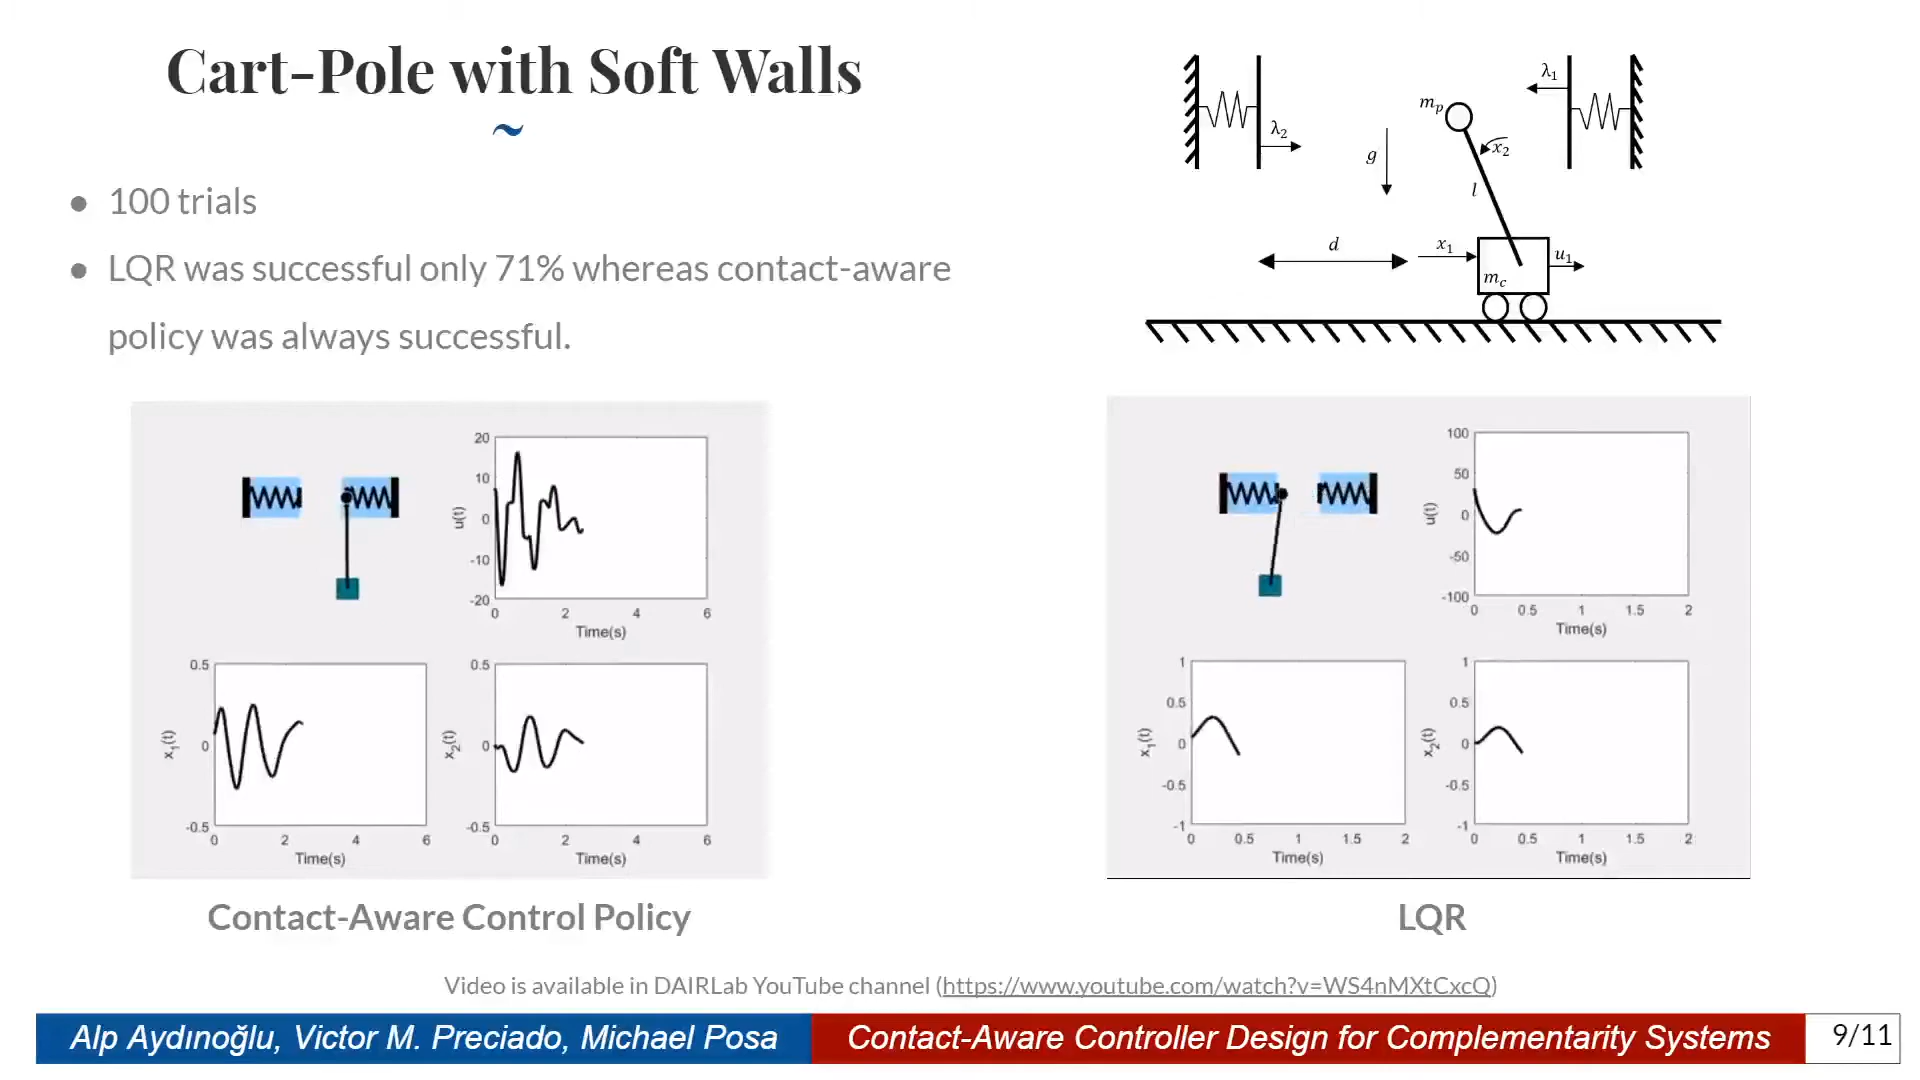 Cart-Pole with Soft Walls
~
● 100 trials
● LQR was successful only 71% whereas contact-aware
policy was always successful.
λ₁
mₚ
λ₂
g
x₂
l
d
x₁
u₁
m_c
20
10
0
-10
-20
u(t)
0 2 4 6
Time(s)
0.5
0
-0.5
x₁(t)
0 2 4 6
Time(s)
0.5
0
-0.5
x₂(t)
0 2 4 6
Time(s)
Contact-Aware Control Policy
100
50
0
-50
-100
u(t)
0 0.5 1 1.5 2
Time(s)
1
0.5
0
-0.5
-1
x₁(t)
0 0.5 1 1.5 2
Time(s)
1
0.5
0
-0.5
-1
x₂(t)
0 0.5 1 1.5 2
Time(s)
LQR
Video is available in DAIRLab YouTube channel (https://www.youtube.com/watch?v=WS4nMXtCxcQ)
Alp Aydınoğlu, Victor M. Preciado, Michael Posa
Contact-Aware Controller Design for Complementarity Systems
9/11